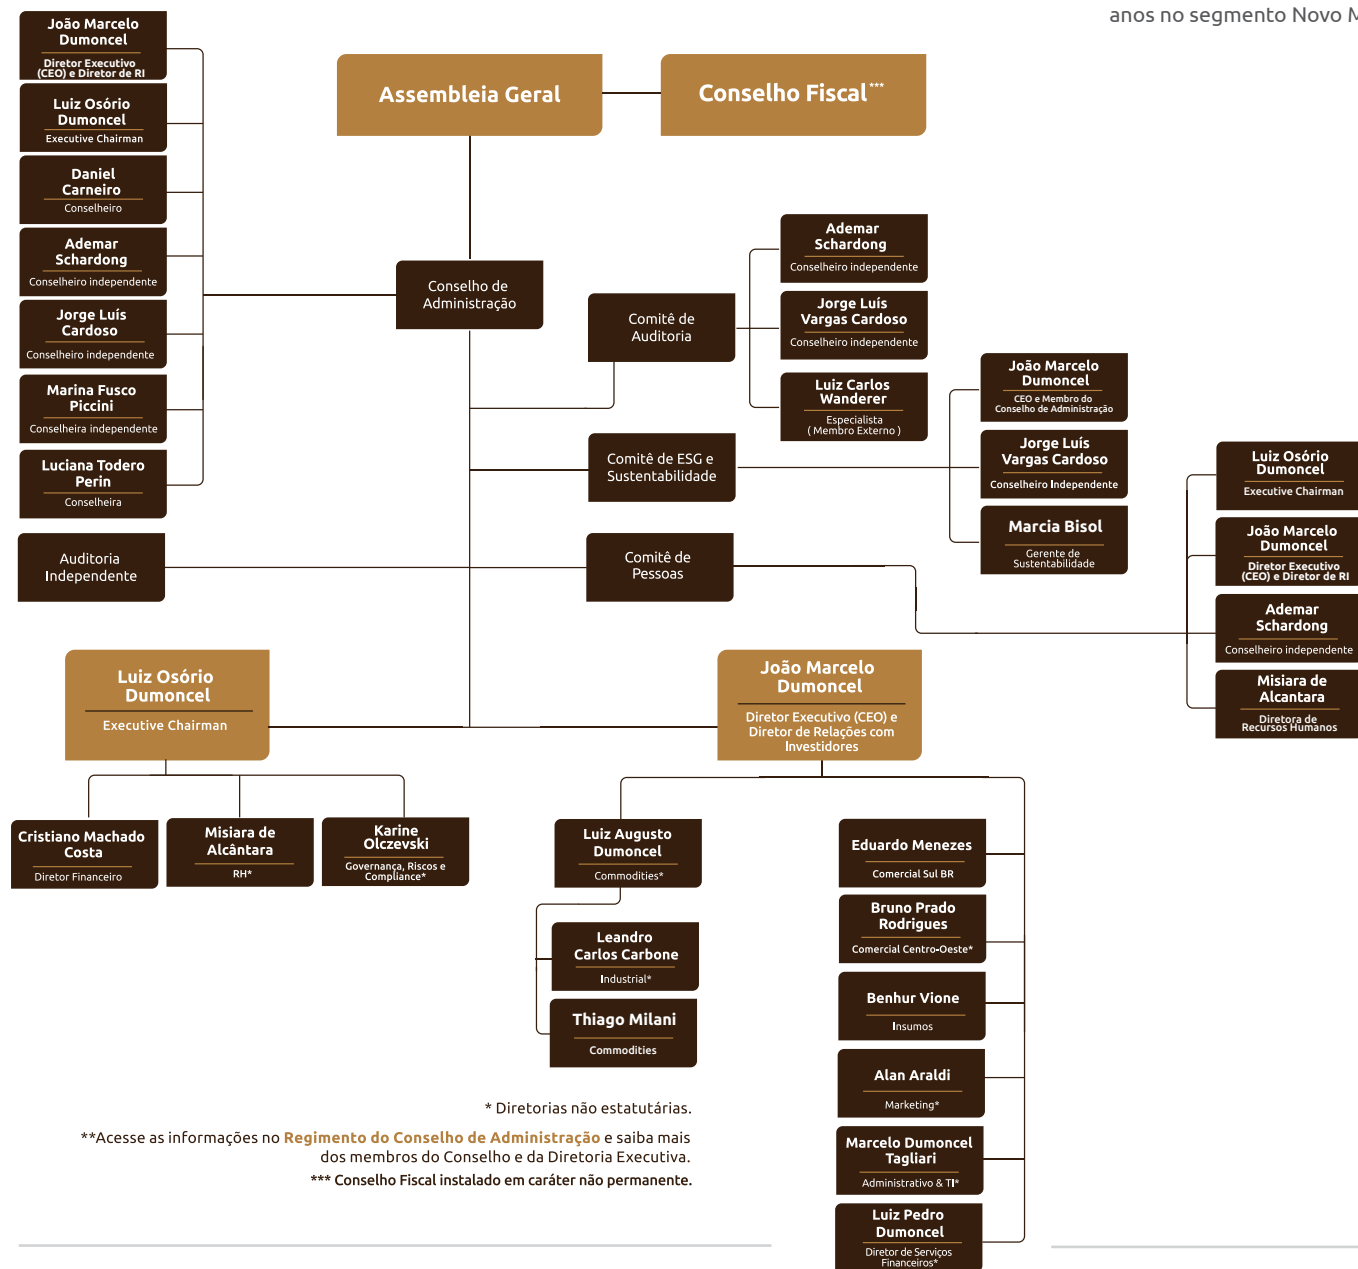 anos no segmento Novo M
João Marcelo
Dumoncel
Diretor Executivo
(CEO) e Diretor de RI
Luiz Osório
Dumoncel
Executive Chairman
Daniel
Carneiro
Conselheiro
Ademar
Schardong
Conselheiro independente
Jorge Luís
Cardoso
Conselheiro independente
Marina Fusco
Piccini
Conselheira independente
Luciana Todero
Perin
Conselheira
Auditoria
Independente
Assembleia Geral
Conselho Fiscal***
Conselho de
Administração
Comitê de
Auditoria
Ademar
Schardong
Conselheiro independente
Jorge Luís
Vargas Cardoso
Conselheiro independente
Luiz Carlos
Wanderer
Especialista
( Membro Externo )
Comitê de ESG e
Sustentabilidade
João Marcelo
Dumoncel
CEO e Membro do
Conselho de Administração
Jorge Luís
Vargas Cardoso
Conselheiro Independente
Marcia Bisol
Gerente de
Sustentabilidade
Comitê de
Pessoas
Luiz Osório
Dumoncel
Executive Chairman
João Marcelo
Dumoncel
Diretor Executivo
(CEO) e Diretor de RI
Ademar
Schardong
Conselheiro independente
Misiara de
Alcantara
Diretora de
Recursos Humanos
Luiz Osório
Dumoncel
Executive Chairman
João Marcelo
Dumoncel
Diretor Executivo (CEO) e
Diretor de Relações com
Investidores
Cristiano Machado
Costa
Diretor Financeiro
Misiara de
Alcântara
RH*
Karine
Olczevski
Governança, Riscos e
Compliance*
Luiz Augusto
Dumoncel
Commodities*
Leandro
Carlos Carbone
Industrial*
Thiago Milani
Commodities
Eduardo Menezes
Comercial Sul BR
Bruno Prado
Rodrigues
Comercial Centro-Oeste*
Benhur Vione
Insumos
Alan Araldi
Marketing*
Marcelo Dumoncel
Tagliari
Administrativo & TI*
Luiz Pedro
Dumoncel
Diretor de Serviços
Financeiros*
* Diretorias não estatutárias.
**Acesse as informações no Regimento do Conselho de Administração e saiba mais
dos membros do Conselho e da Diretoria Executiva.
*** Conselho Fiscal instalado em caráter não permanente.